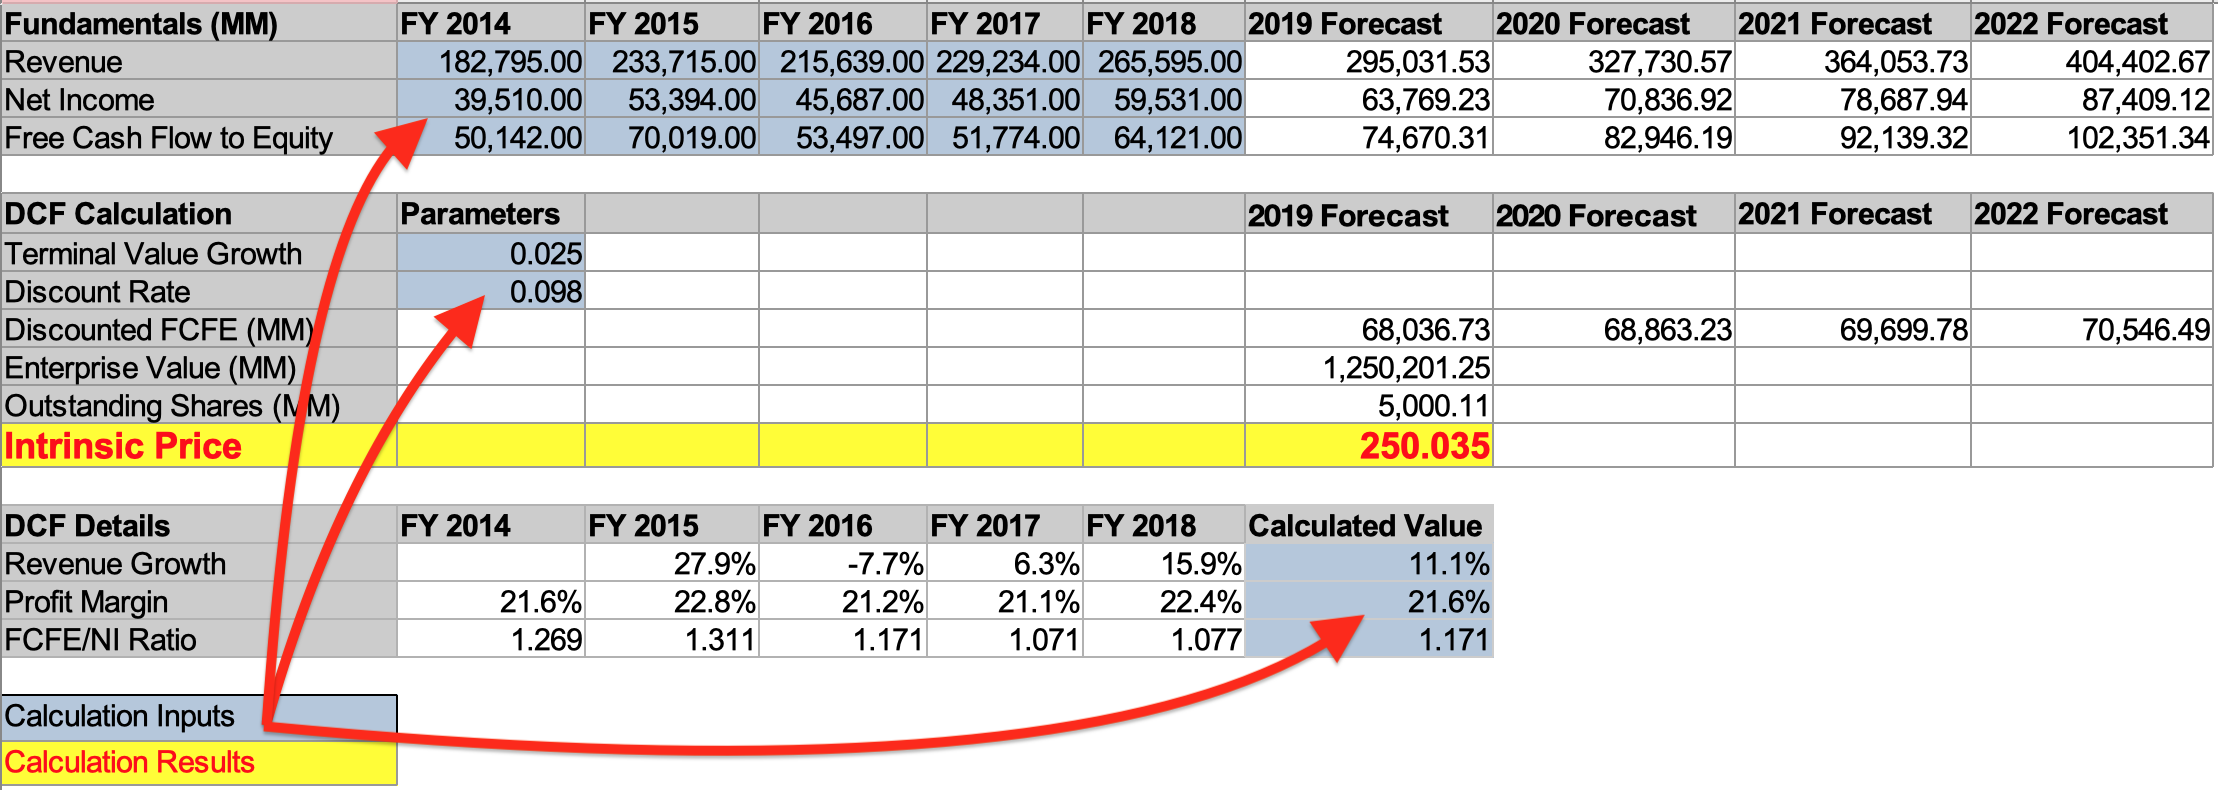 Fundamentals (MM) FY 2014 FY 2015 FY 2016 FY 2017 FY 2018 2019 Forecast 2020 Forecast 2021 Forecast 2022 Forecast
Revenue 182,795.00 233,715.00 215,639.00 229,234.00 265,595.00 295,031.53 327,730.57 364,053.73 404,402.67
Net Income 39,510.00 53,394.00 45,687.00 48,351.00 59,531.00 63,769.23 70,836.92 78,687.94 87,409.12
Free Cash Flow to Equity 50,142.00 70,019.00 53,497.00 51,774.00 64,121.00 74,670.31 82,946.19 92,139.32 102,351.34
DCF Calculation Parameters 2019 Forecast 2020 Forecast 2021 Forecast 2022 Forecast
Terminal Value Growth 0.025
Discount Rate 0.098
Discounted FCFE (MM) 68,036.73 68,863.23 69,699.78 70,546.49
Enterprise Value (MM) 1,250,201.25
Outstanding Shares (MM) 5,000.11
Intrinsic Price 250.035
DCF Details FY 2014 FY 2015 FY 2016 FY 2017 FY 2018 Calculated Value
Revenue Growth 27.9% -7.7% 6.3% 15.9% 11.1%
Profit Margin 21.6% 22.8% 21.2% 21.1% 22.4% 21.6%
FCFE/NI Ratio 1.269 1.311 1.171 1.071 1.077 1.171
Calculation Inputs
Calculation Results